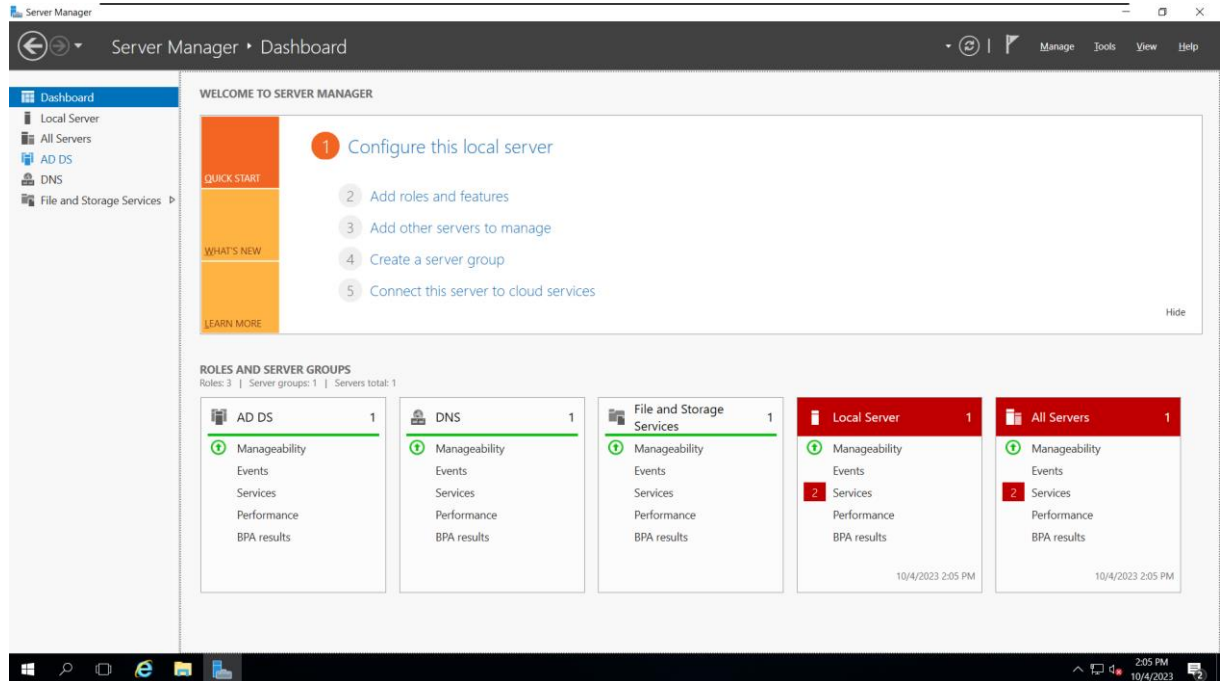 Server Manager
Server Manager • Dashboard
Manage Tools View Help
Dashboard
Local Server
All Servers
AD DS
DNS
File and Storage Services
WELCOME TO SERVER MANAGER
QUICK START
WHAT'S NEW
LEARN MORE
1 Configure this local server
2 Add roles and features
3 Add other servers to manage
4 Create a server group
5 Connect this server to cloud services
Hide
ROLES AND SERVER GROUPS
Roles: 3 | Server groups: 1 | Servers total: 1
AD DS 1
Manageability
Events
Services
Performance
BPA results
DNS 1
Manageability
Events
Services
Performance
BPA results
File and Storage
Services 1
Manageability
Events
Services
Performance
BPA results
Local Server 1
Manageability
Events
2 Services
Performance
BPA results
10/4/2023 2:05 PM
All Servers 1
Manageability
Events
2 Services
Performance
BPA results
10/4/2023 2:05 PM
2:05 PM
10/4/2023
2